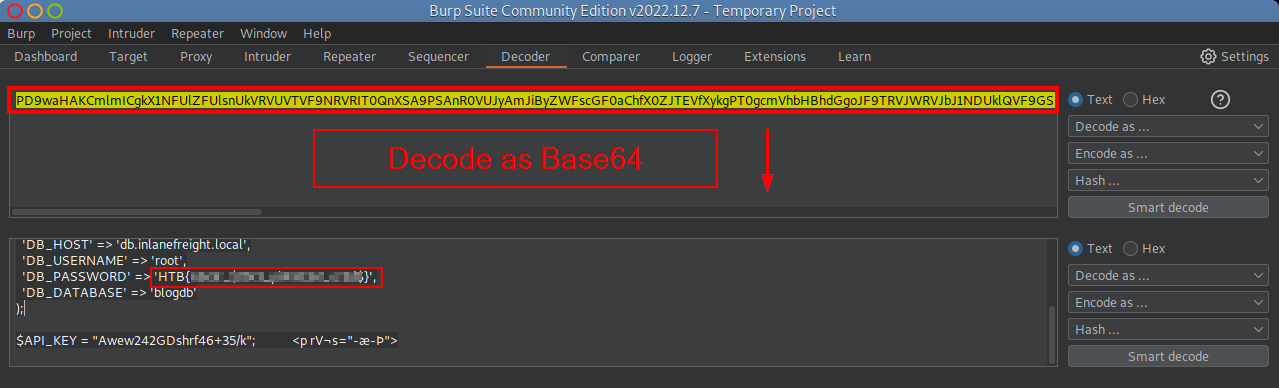 Burp Suite Community Edition v2022.12.7 - Temporary Project
Burp Project Intruder Repeater Window Help
Dashboard Target Proxy Intruder Repeater Sequencer Decoder Comparer Logger Extensions Learn Settings
PD9waHAKCmlmICgkX1NFUlZFUlsnUkVRVUVTVF9NRVRIT0QnXSA9PSAnR0VUJyAmJiByZWFscGF0aChfX0ZJTEVfXykgPT0gcmVhbHBhdGgoJF9TRVJWRVJbJ1NDUklQVF9GS
Text Hex ?
Decode as ...
Decode as Base64
Encode as ...
Hash ...
Smart decode
'DB_HOST' => 'db.inlanefreight.local',
Text Hex
'DB_USERNAME' => 'root',
'DB_PASSWORD' => 'HTB{ $}',
Decode as ...
'DB_DATABASE' => 'blogdb'
);
Encode as ...
Hash ...
$API_KEY = "Awew242GDshrf46+35/k"; <p rV¬s="-æ-Þ">
Smart decode